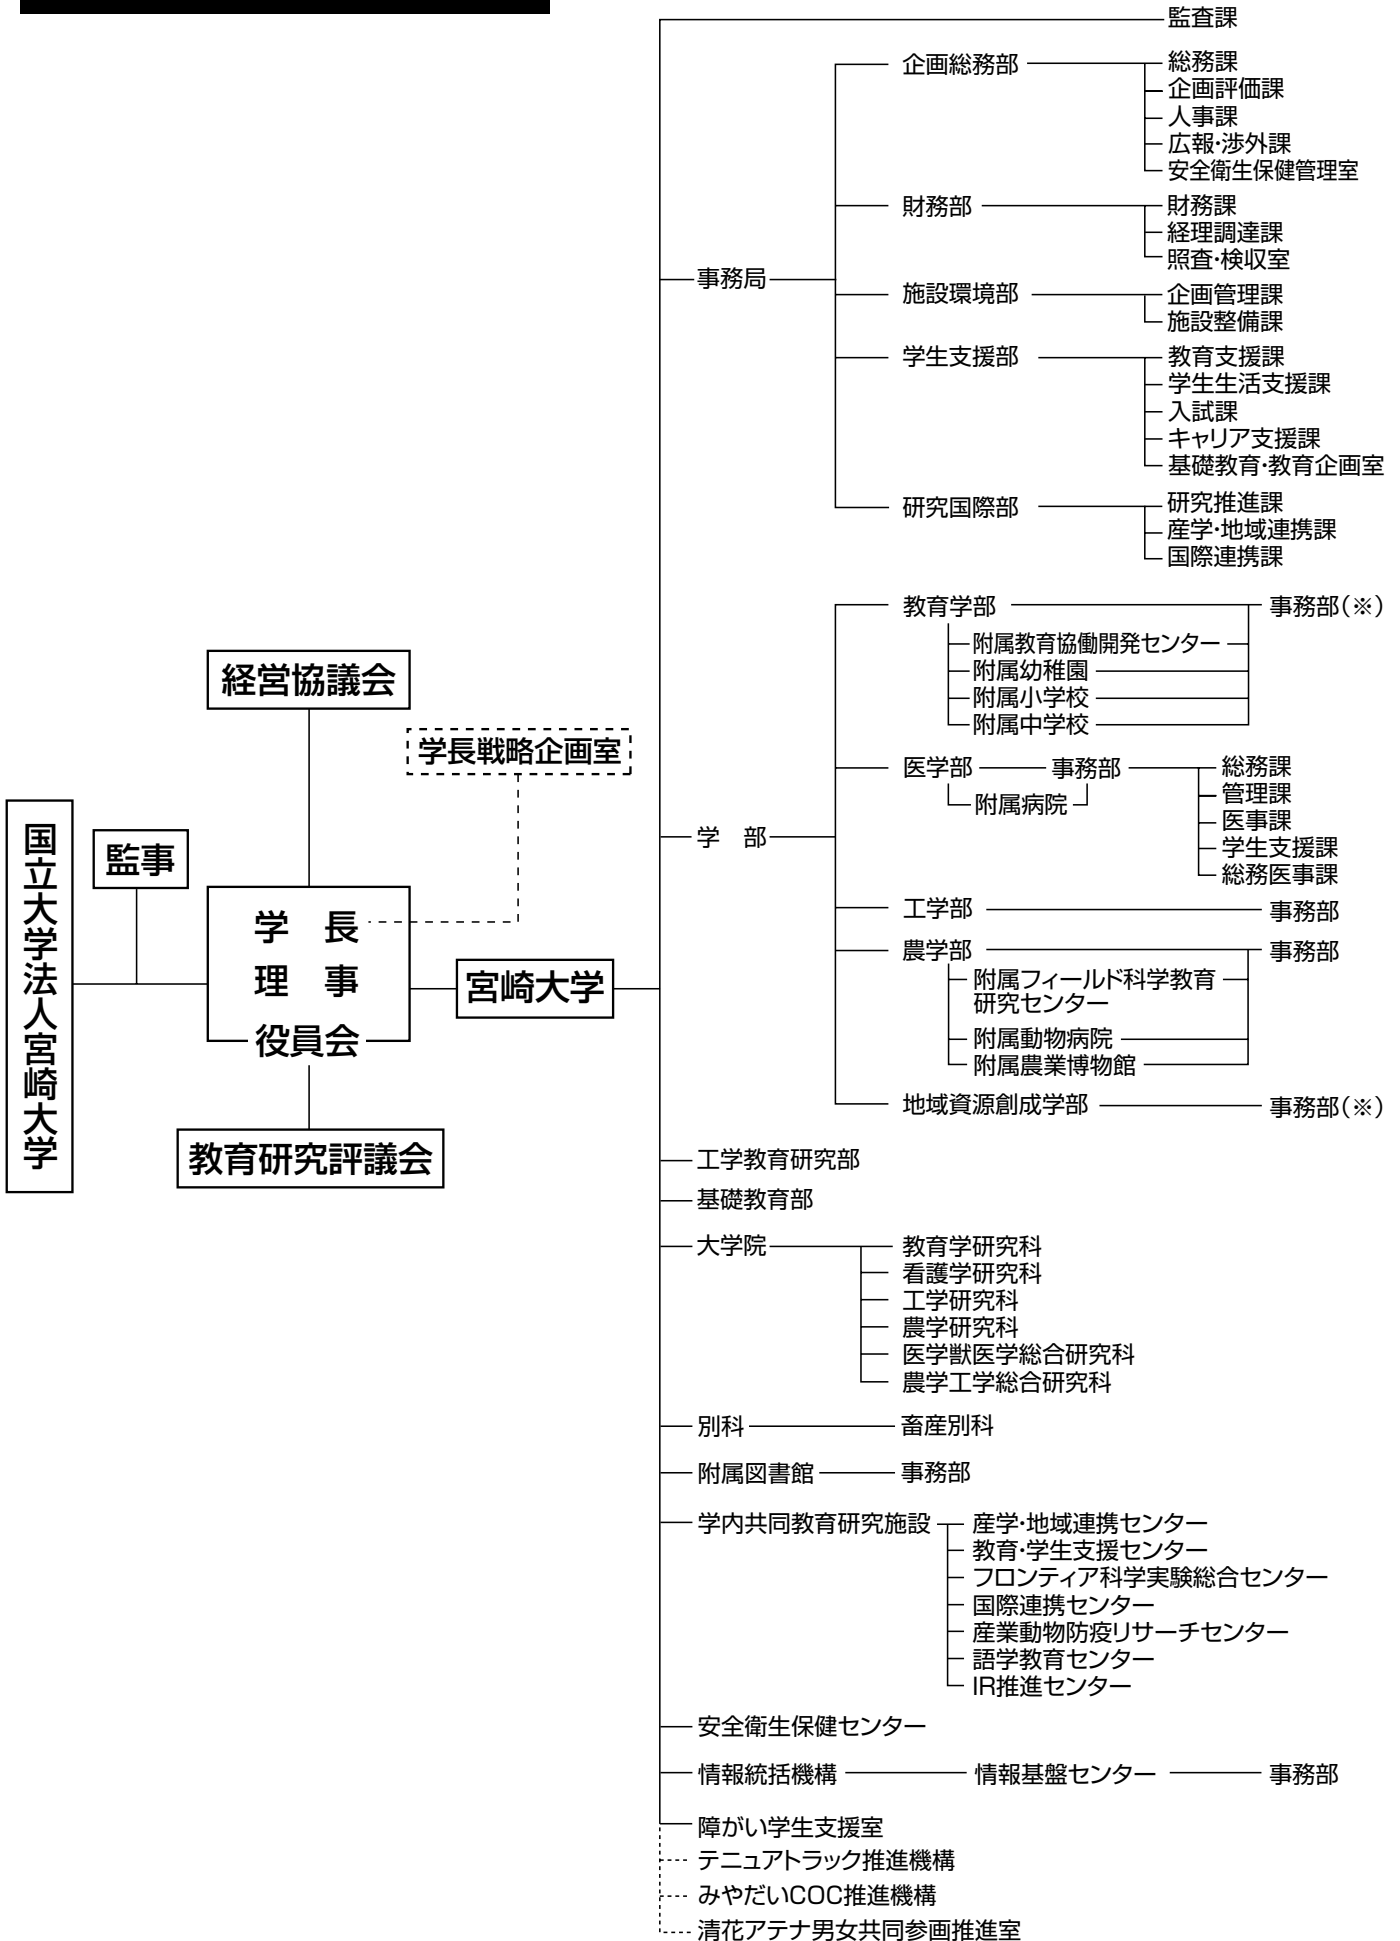 国立大学法人宮崎大学
監事
経営協議会
学長戦略企画室
学　長
理　事
役員会
教育研究評議会
宮崎大学
監査課
事務局
企画総務部
総務課
企画評価課
人事課
広報・渉外課
安全衛生保健管理室
財務部
財務課
経理調達課
照査・検収室
施設環境部
企画管理課
施設整備課
学生支援部
教育支援課
学生生活支援課
入試課
キャリア支援課
基礎教育・教育企画室
研究国際部
研究推進課
産学・地域連携課
国際連携課
学　部
教育学部
事務部(※)
附属教育協働開発センター
附属幼稚園
附属小学校
附属中学校
医学部
事務部
附属病院
総務課
管理課
医事課
学生支援課
総務医事課
工学部
事務部
農学部
事務部
附属フィールド科学教育
研究センター
附属動物病院
附属農業博物館
地域資源創成学部
事務部(※)
工学教育研究部
基礎教育部
大学院
教育学研究科
看護学研究科
工学研究科
農学研究科
医学獣医学総合研究科
農学工学総合研究科
別科
畜産別科
附属図書館
事務部
学内共同教育研究施設
産学・地域連携センター
教育・学生支援センター
フロンティア科学実験総合センター
国際連携センター
産業動物防疫リサーチセンター
語学教育センター
IR推進センター
安全衛生保健センター
情報統括機構
情報基盤センター
事務部
障がい学生支援室
テニュアトラック推進機構
みやだいCOC推進機構
清花アテナ男女共同参画推進室